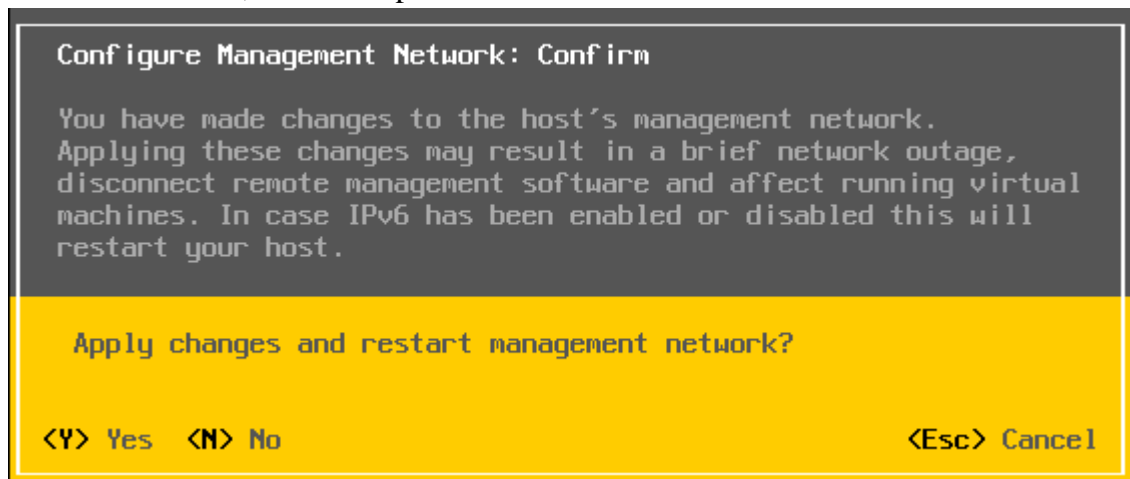 Configure Management Network: Confirm
You have made changes to the host's management network.
Applying these changes may result in a brief network outage,
disconnect remote management software and affect running virtual
machines. In case IPv6 has been enabled or disabled this will
restart your host.
Apply changes and restart management network?
<Y> Yes <N> No <Esc> Cancel